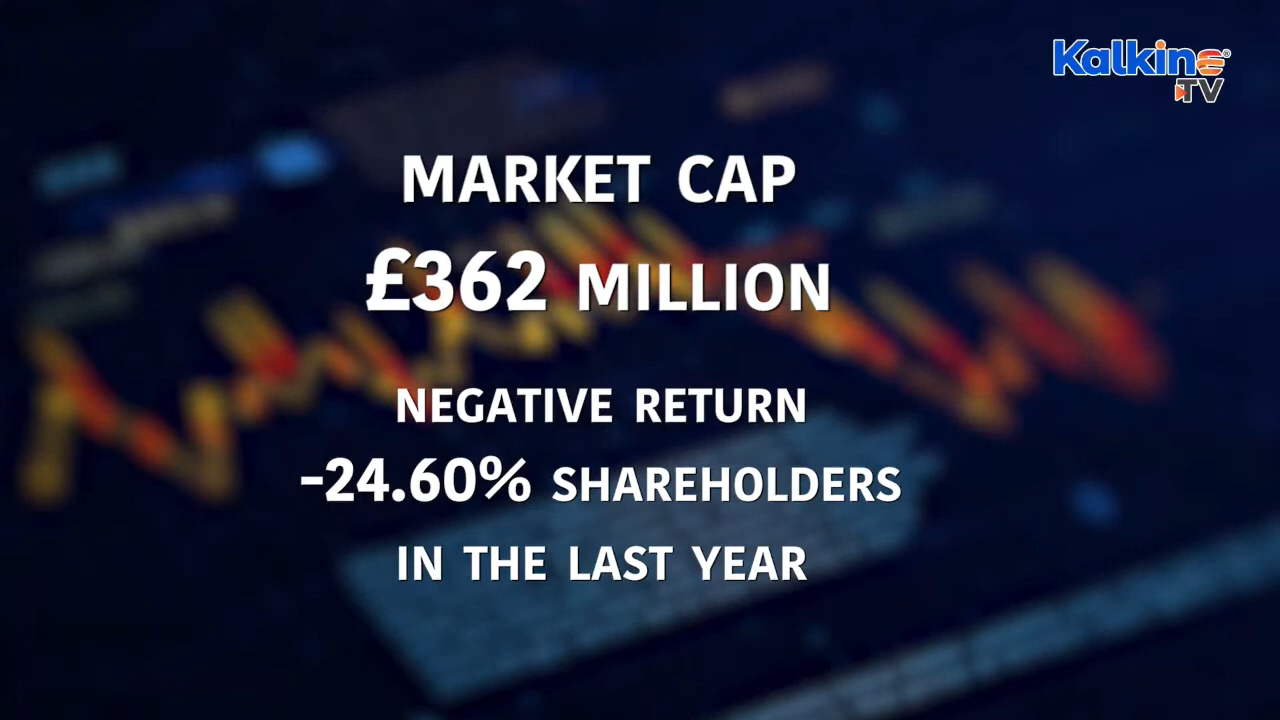 Kalkine
TV
MARKET CAP
£362 MILLION
NEGATIVE RETURN
-24.60% SHAREHOLDERS
IN THE LAST YEAR